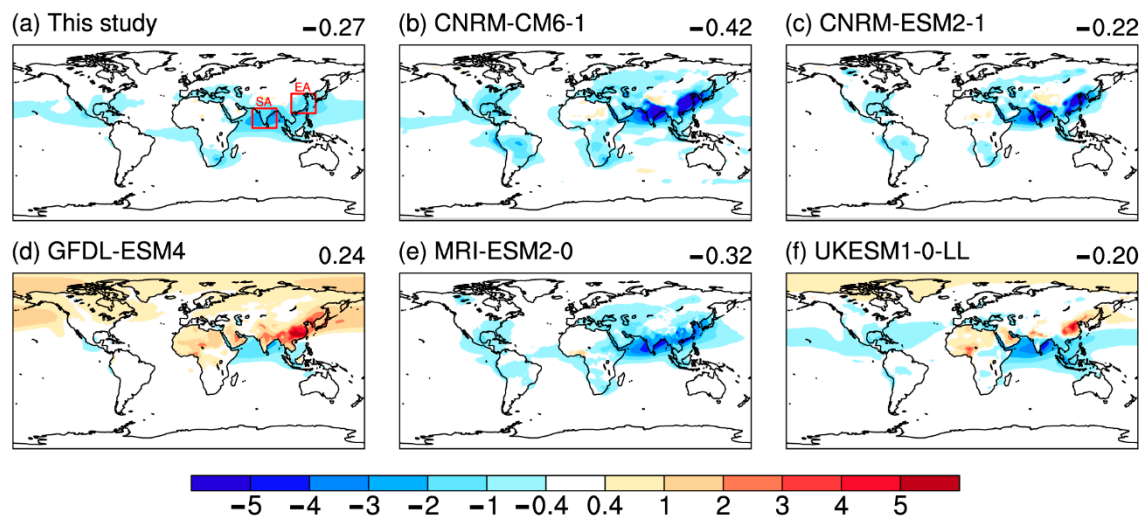 (a) This study −0.27
(b) CNRM-CM6-1 −0.42
(c) CNRM-ESM2-1 −0.22
EA
SA
(d) GFDL-ESM4 0.24
(e) MRI-ESM2-0 −0.32
(f) UKESM1-0-LL −0.20
−5 −4 −3 −2 −1 −0.4 0.4 1 2 3 4 5